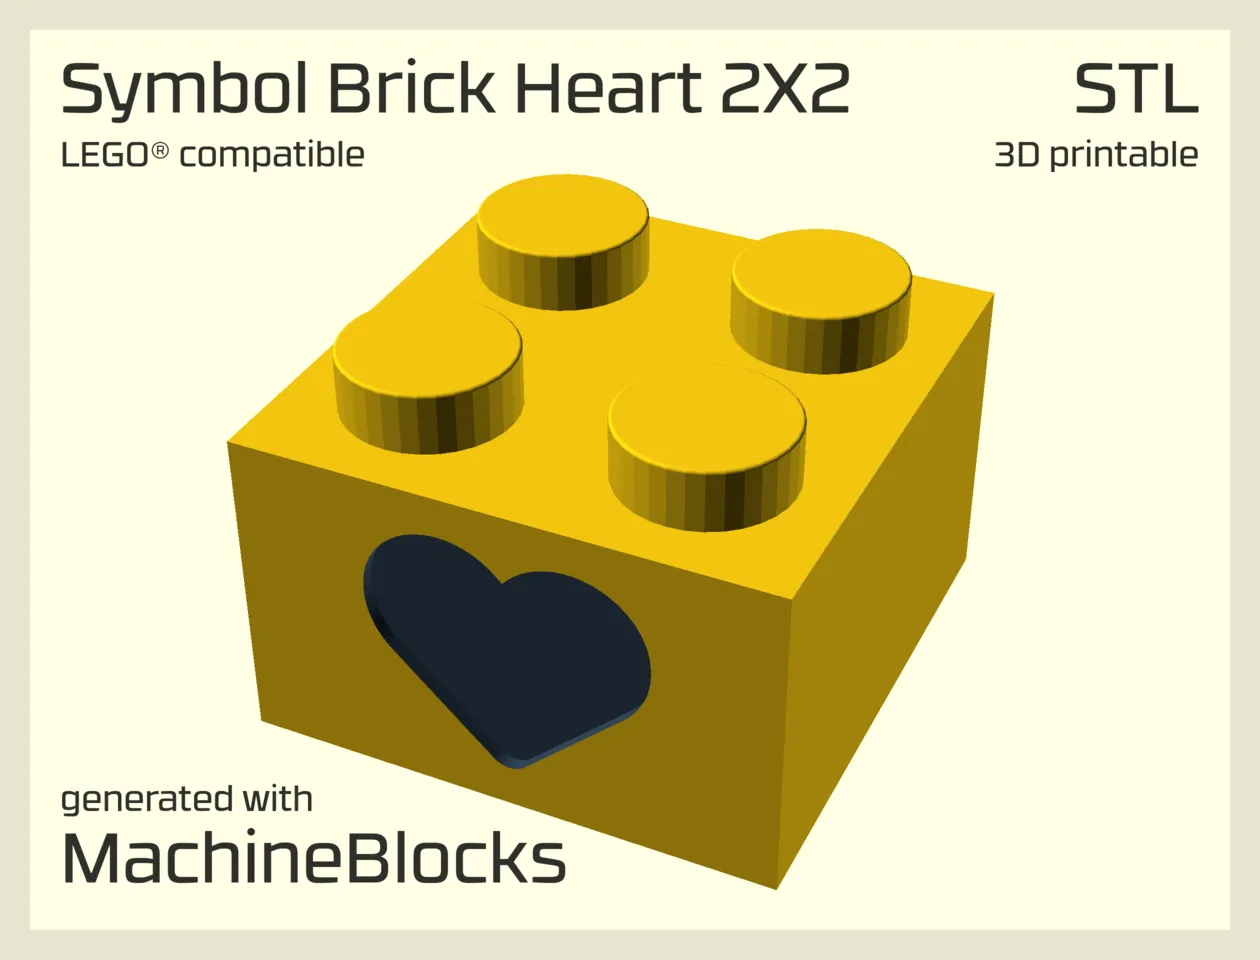 Symbol Brick Heart 2X2
STL
LEGO® compatible
3D printable
generated with
MachineBlocks